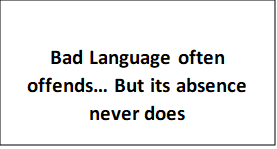 Bad Language often
offends... But its absence
never does